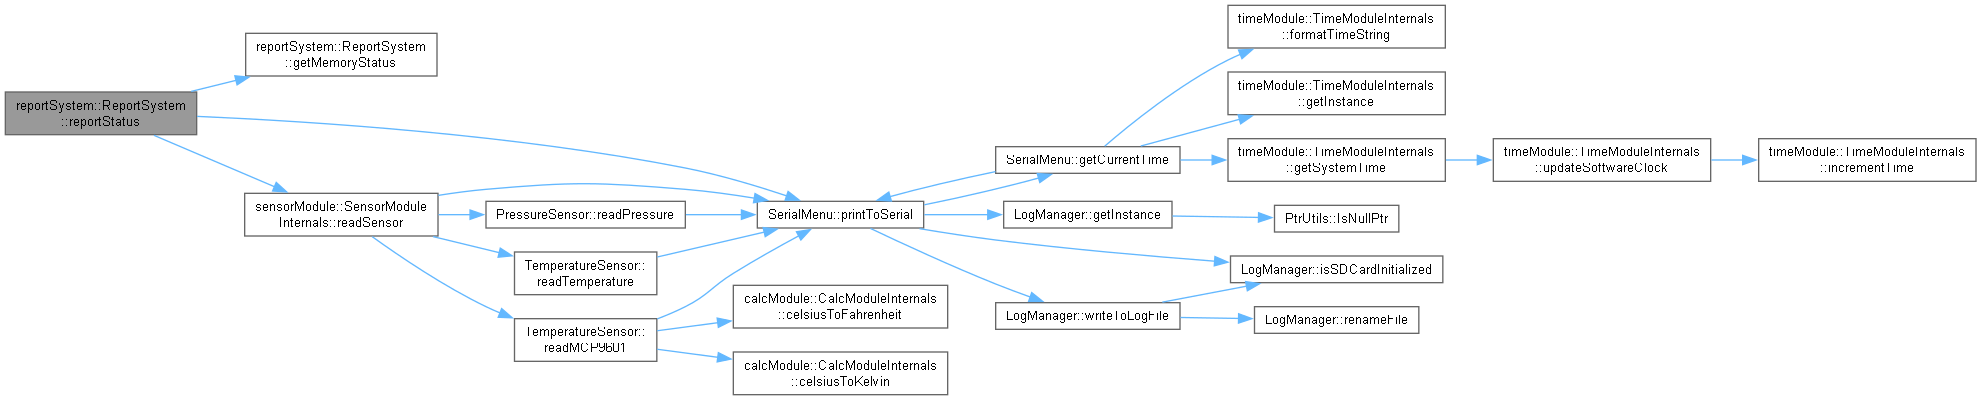 reportSystem::ReportSystem
::reportStatus
reportSystem::ReportSystem
::getMemoryStatus
sensorModule::SensorModule
Internals::readSensor
PressureSensor::readPressure
TemperatureSensor::
readTemperature
TemperatureSensor::
readMCP9601
SerialMenu::printToSerial
calcModule::CalcModuleInternals
::celsiusToFahrenheit
calcModule::CalcModuleInternals
::celsiusToKelvin
SerialMenu::getCurrentTime
LogManager::getInstance
LogManager::writeToLogFile
timeModule::TimeModuleInternals
::formatTimeString
timeModule::TimeModuleInternals
::getInstance
timeModule::TimeModuleInternals
::getSystemTime
PtrUtils::IsNullPtr
LogManager::isSDCardInitialized
LogManager::renameFile
timeModule::TimeModuleInternals
::updateSoftwareClock
timeModule::TimeModuleInternals
::incrementTime